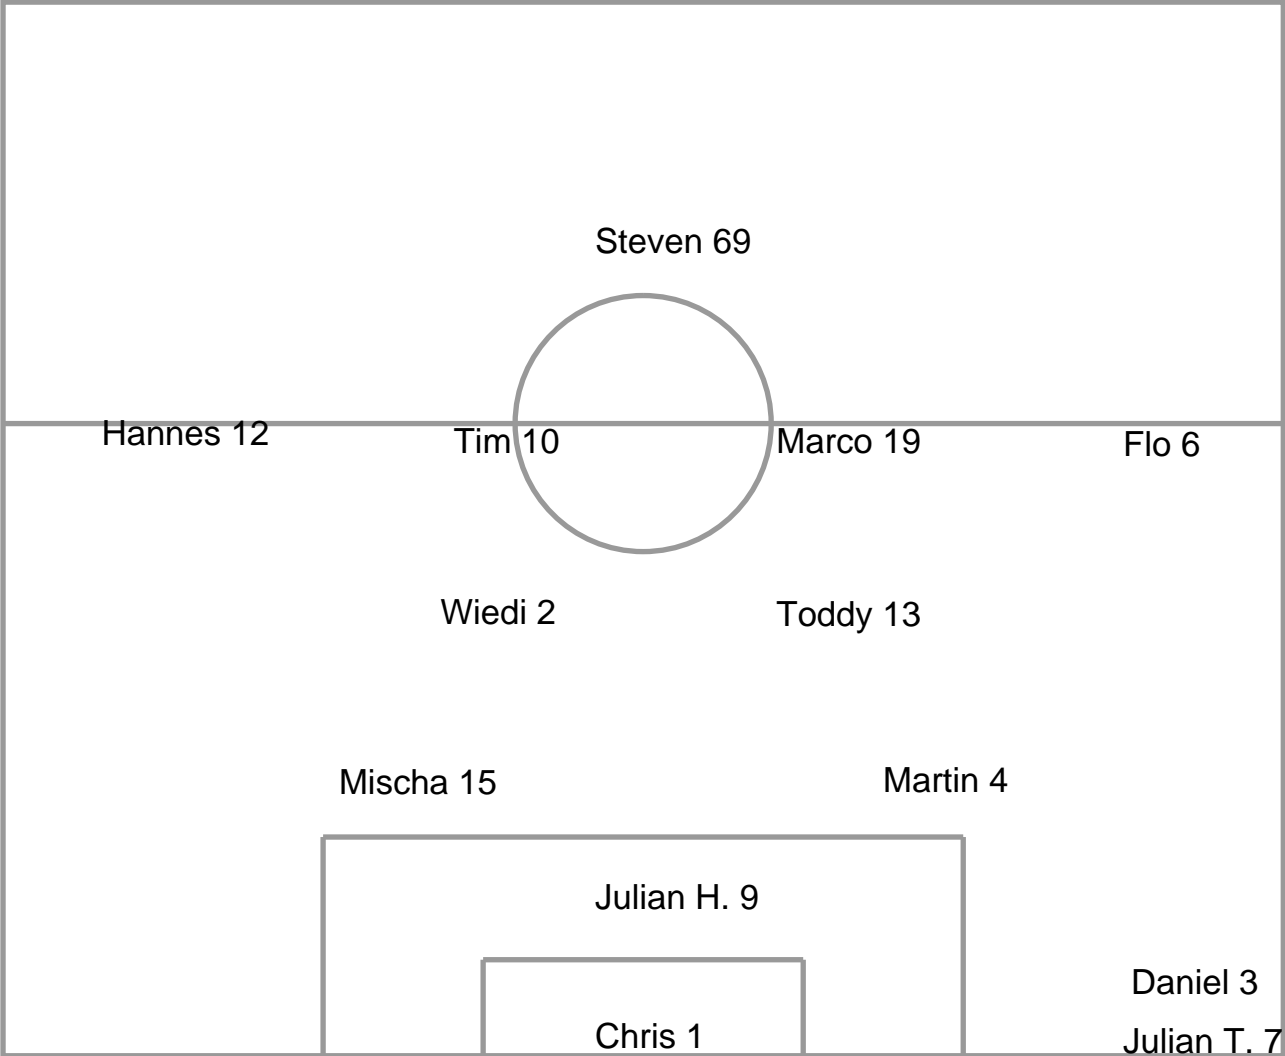 Steven 69
Hannes 12
Tim 10
Marco 19
Flo 6
Wiedi 2
Toddy 13
Mischa 15
Martin 4
Julian H. 9
Daniel 3
Chris 1
Julian T. 7